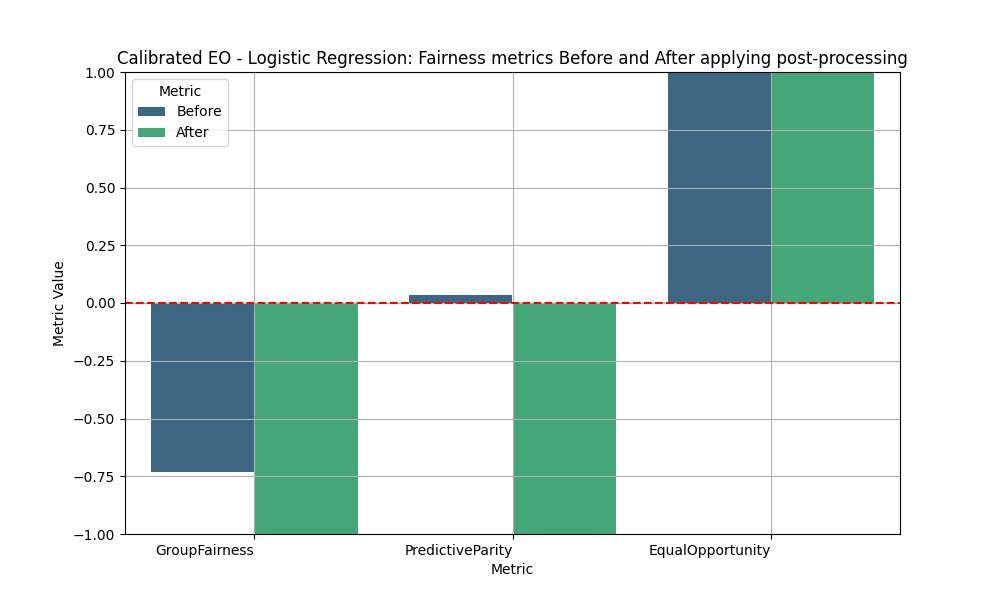 Calibrated EO - Logistic Regression: Fairness metrics Before and After applying post-processing
Metric
Before
After
1.00
0.75
0.50
0.25
0.00
−0.25
−0.50
−0.75
−1.00
Metric Value
GroupFairness
PredictiveParity
EqualOpportunity
Metric